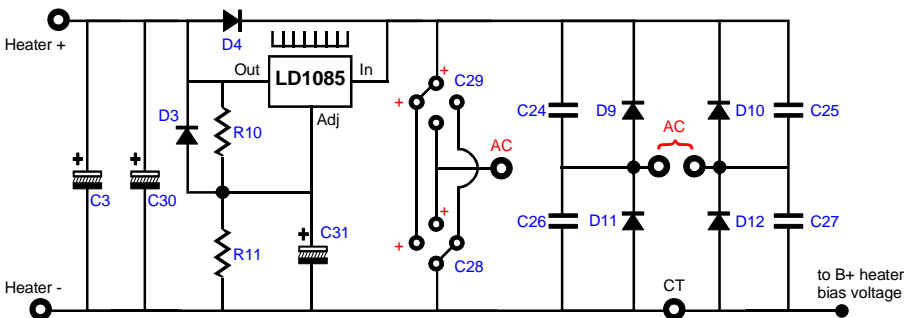 Heater +
D4
Out
LD1085
In
+
C29
+
D3
R10
Adj
C24
D9
AC
D10
C25
AC
+
C3
+
C30
R11
+
C31
+
+
C28
C26
D11
D12
C27
Heater -
CT
to B+ heater
bias voltage